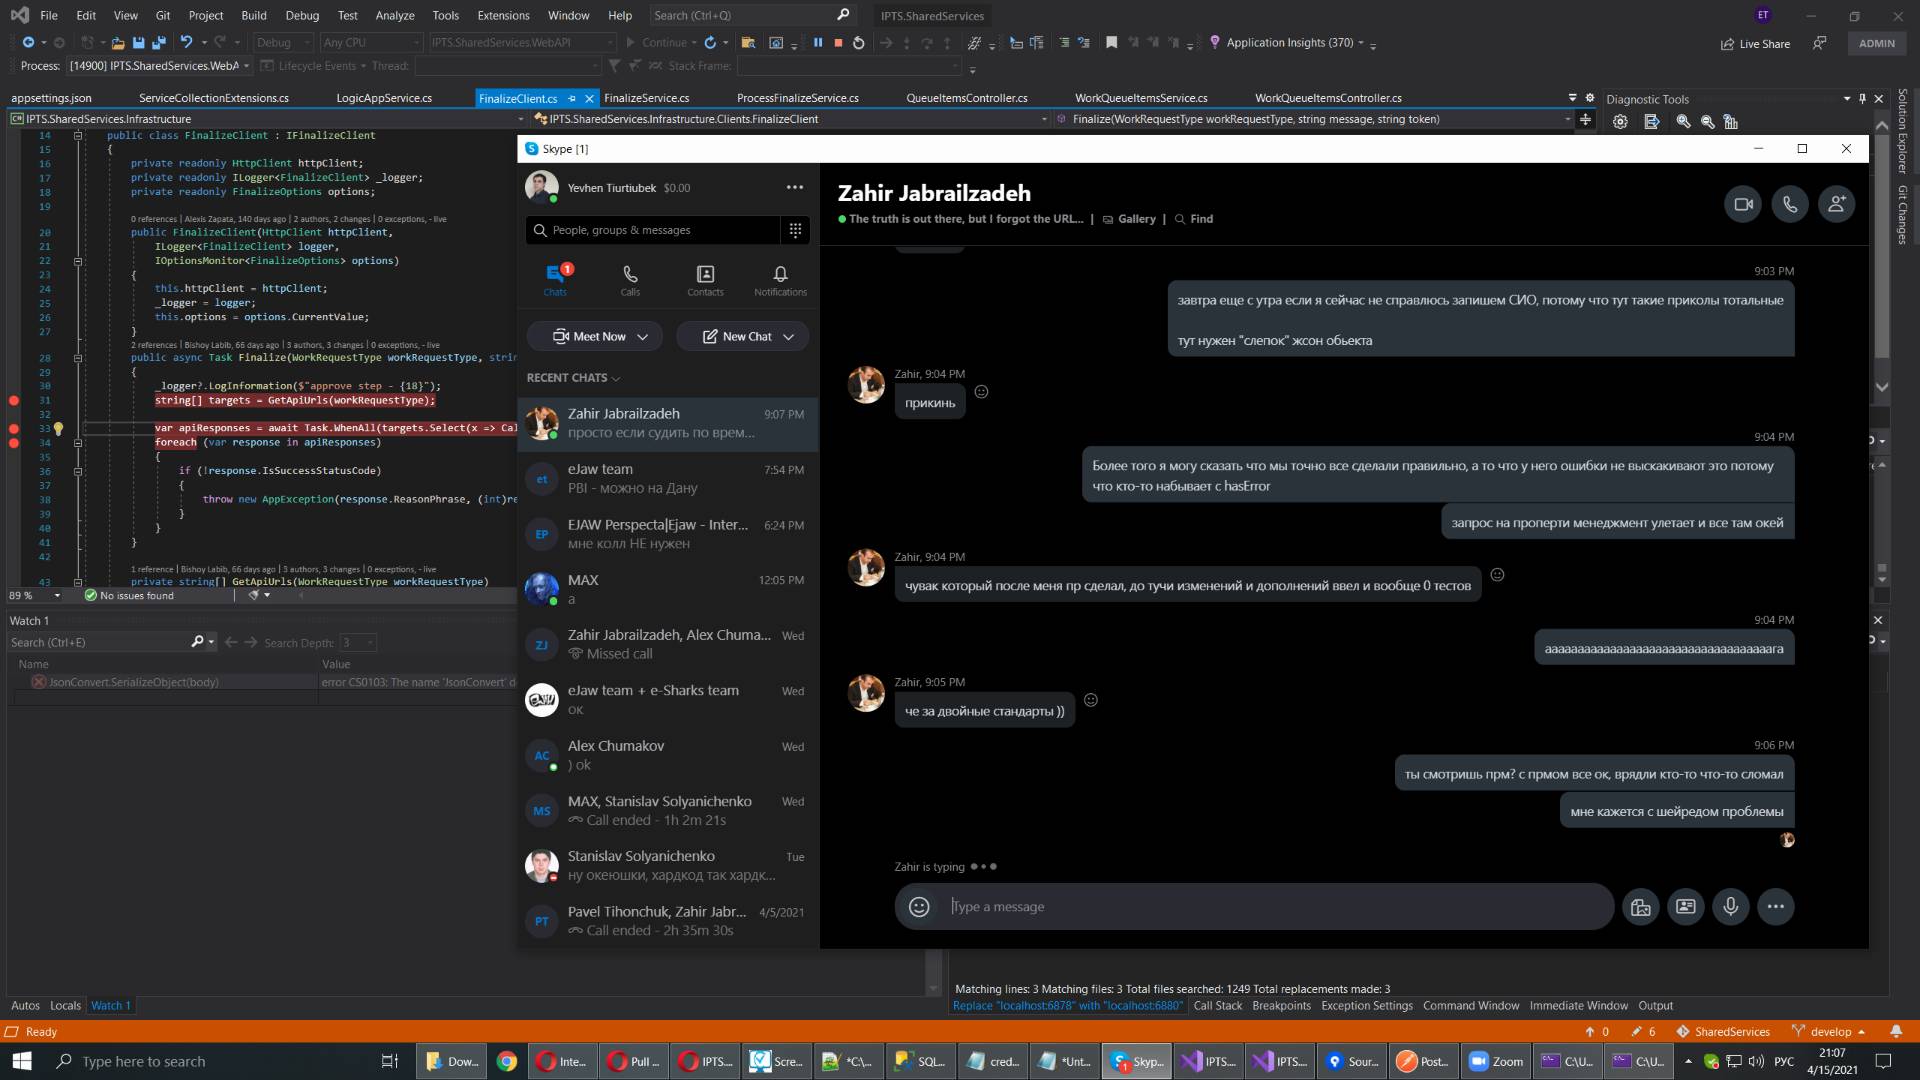 File Edit View Git Project Build Debug Test Analyze Tools Extensions Window Help Search (Ctrl+Q) IPTS.SharedServices ET
Debug Any CPU IPTS.SharedServices.WebAPI Continue Application Insights (370) Live Share ADMIN
Process: [14900] IPTS.SharedServices.WebA Lifecycle Events Thread: Stack Frame:
appsettings.json ServiceCollectionExtensions.cs LogicAppService.cs FinalizeClient.cs FinalizeService.cs ProcessFinalizeService.cs QueueItemsController.cs WorkQueueItemsService.cs WorkQueueItemsController.cs Diagnostic Tools
IPTS.SharedServices.Infrastructure IPTS.SharedServices.Infrastructure.Clients.FinalizeClient Finalize(WorkRequestType workRequestType, string message, string token)
Solution Explorer
Git Changes
14 public class FinalizeClient : IFinalizeClient
15 {
16 private readonly HttpClient httpClient;
17 private readonly ILogger<FinalizeClient> _logger;
18 private readonly FinalizeOptions options;
19
0 references | Alexis Zapata, 140 days ago | 2 authors, 2 changes | 0 exceptions, - live
20 public FinalizeClient(HttpClient httpClient,
21 ILogger<FinalizeClient> logger,
22 IOptionsMonitor<FinalizeOptions> options)
23 {
24 this.httpClient = httpClient;
25 _logger = logger;
26 this.options = options.CurrentValue;
27 }
2 references | Bishoy Labib, 66 days ago | 3 authors, 3 changes | 0 exceptions, - live
28 public async Task Finalize(WorkRequestType workRequestType, strin
29 {
30 _logger?.LogInformation($"approve step - {18}");
31 string[] targets = GetApiUrls(workRequestType);
32
33 var apiResponses = await Task.WhenAll(targets.Select(x => Cal
34 foreach (var response in apiResponses)
35 {
36 if (!response.IsSuccessStatusCode)
37 {
38 throw new AppException(response.ReasonPhrase, (int)re
39 }
40 }
41 }
42
1 reference | Bishoy Labib, 66 days ago | 3 authors, 3 changes | 0 exceptions, - live
43 private string[] GetApiUrls(WorkRequestType workRequestType)
89 % No issues found
Watch 1
Search (Ctrl+E) Search Depth: 3
Name Value
JsonConvert.SerializeObject(body) error CS0103: The name 'JsonConvert' d
Autos Locals Watch 1
Skype [1]
Yevhen Tiurtiubek $0.00
People, groups & messages
1
Chats Calls Contacts Notifications
Meet Now New Chat
RECENT CHATS
Zahir Jabrailzadeh 9:07 PM
просто если судить по врем...
et eJaw team 7:54 PM
PBI - можно на Дану
EP EJAW Perspecta|Ejaw - Inter... 6:24 PM
мне колл НЕ нужен
MAX 12:05 PM
а
ZJ Zahir Jabrailzadeh, Alex Chuma... Wed
Missed call
eJaw team + e-Sharks team Wed
ок
AC Alex Chumakov Wed
) ok
MS MAX, Stanislav Solyanichenko Wed
Call ended - 1h 2m 21s
Stanislav Solyanichenko Tue
ну океюшки, хардкод так хардк...
PT Pavel Tihonchuk, Zahir Jabr... 4/5/2021
Call ended - 2h 35m 30s
Zahir Jabrailzadeh
The truth is out there, but I forgot the URL... | Gallery | Find
9:03 PM
завтра еще с утра если я сейчас не справлюсь запишем СИО, потому что тут такие приколы тотальные
тут нужен "слепок" жсон обьекта
Zahir, 9:04 PM
прикинь
9:04 PM
Более того я могу сказать что мы точно все сделали правильно, а то что у него ошибки не выскакивают это потому
что кто-то набывает с hasError
запрос на проперти менеджмент улетает и все там окей
Zahir, 9:04 PM
чувак который после меня пр сделал, до тучи изменений и дополнений ввел и вообще 0 тестов
9:04 PM
ааааааааааааааааааааааааааааааааааага
Zahir, 9:05 PM
че за двойные стандарты ))
9:06 PM
ты смотришь прм? с прмом все ок, врядли кто-то что-то сломал
мне кажется с шейредом проблемы
Zahir is typing
Type a message
Matching lines: 3 Matching files: 3 Total files searched: 1249 Total replacements made: 3
Replace "localhost:6878" with "localhost:6880" Call Stack Breakpoints Exception Settings Command Window Immediate Window Output
Ready 0 6 SharedServices develop
Type here to search Dow... Inte... Pull ... IPTS.... Scre... *C:\... SQL... cred... *Unt... Skyp... IPTS.... IPTS.... Sour... Post... Zoom C:\U... C:\U... РУС 21:07
4/15/2021